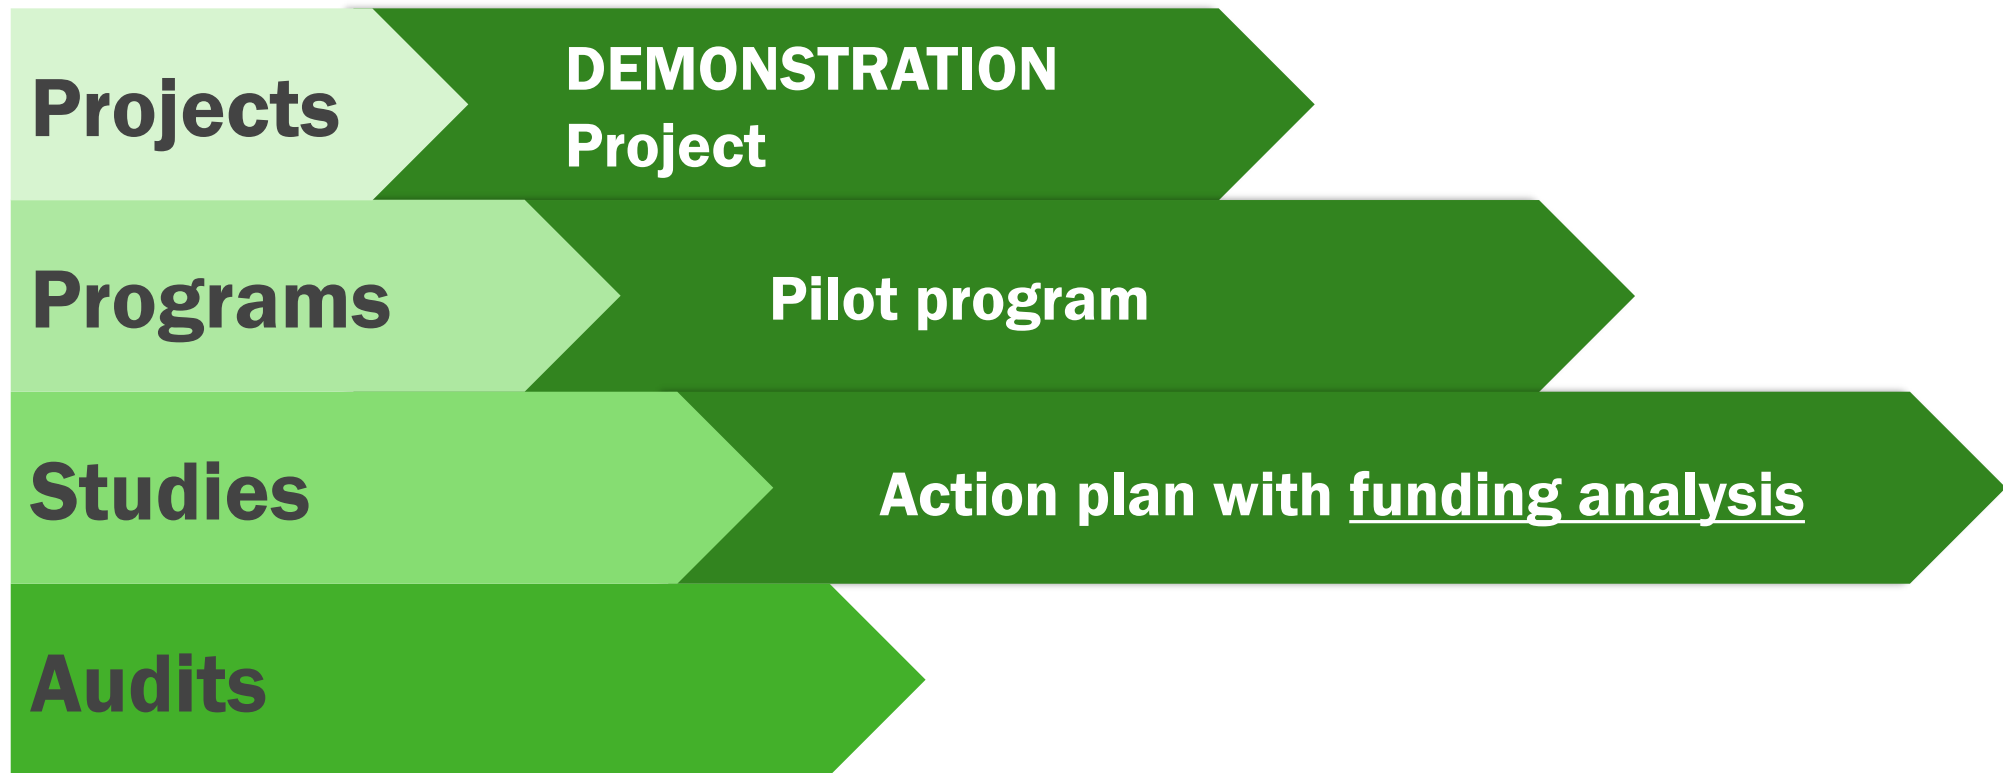 Projects
DEMONSTRATION
Project
Programs
Pilot program
Studies
Action plan with funding analysis
Audits